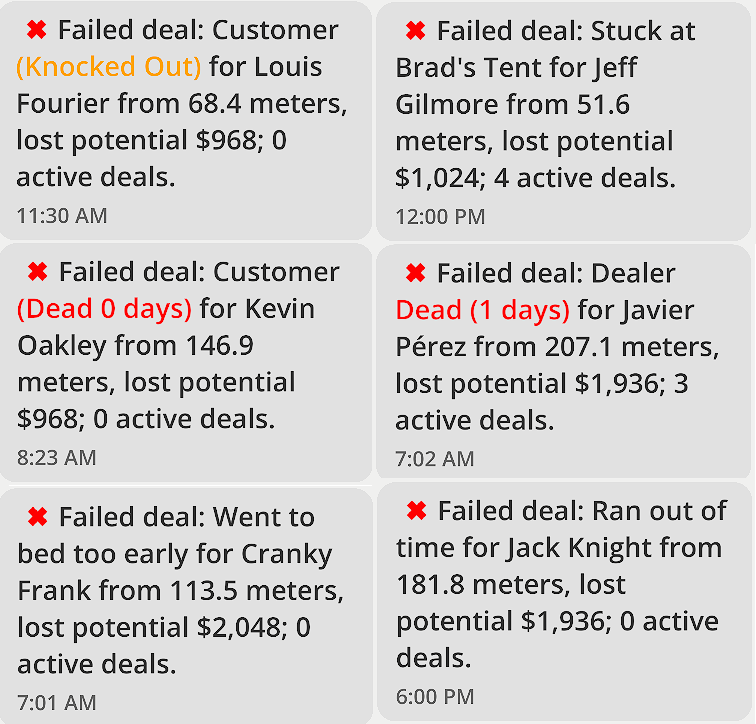 ✖ Failed deal: Customer
(Knocked Out) for Louis
Fourier from 68.4 meters,
lost potential $968; 0
active deals.
11:30 AM
✖ Failed deal: Stuck at
Brad's Tent for Jeff
Gilmore from 51.6
meters, lost potential
$1,024; 4 active deals.
12:00 PM
✖ Failed deal: Customer
(Dead 0 days) for Kevin
Oakley from 146.9
meters, lost potential
$968; 0 active deals.
8:23 AM
✖ Failed deal: Dealer
Dead (1 days) for Javier
Pérez from 207.1 meters,
lost potential $1,936; 3
active deals.
7:02 AM
✖ Failed deal: Went to
bed too early for Cranky
Frank from 113.5 meters,
lost potential $2,048; 0
active deals.
7:01 AM
✖ Failed deal: Ran out of
time for Jack Knight from
181.8 meters, lost
potential $1,936; 0 active
deals.
6:00 PM